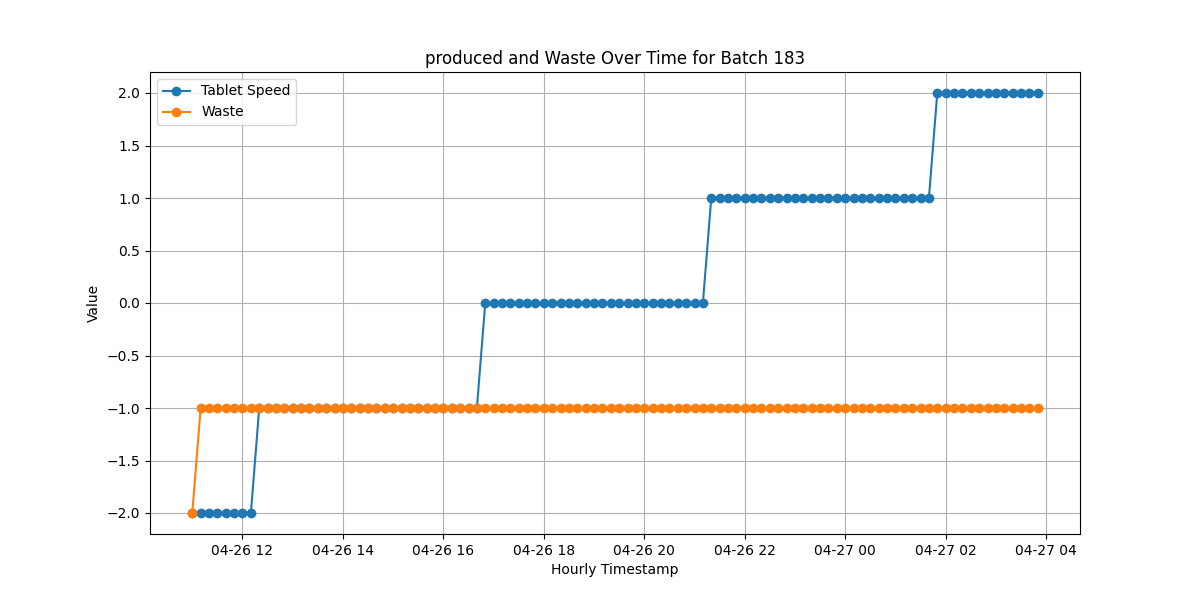 produced and Waste Over Time for Batch 183
Tablet Speed
Waste
2.0
1.5
1.0
0.5
0.0
−0.5
−1.0
−1.5
−2.0
Value
04-26 12 04-26 14 04-26 16 04-26 18 04-26 20 04-26 22 04-27 00 04-27 02 04-27 04
Hourly Timestamp